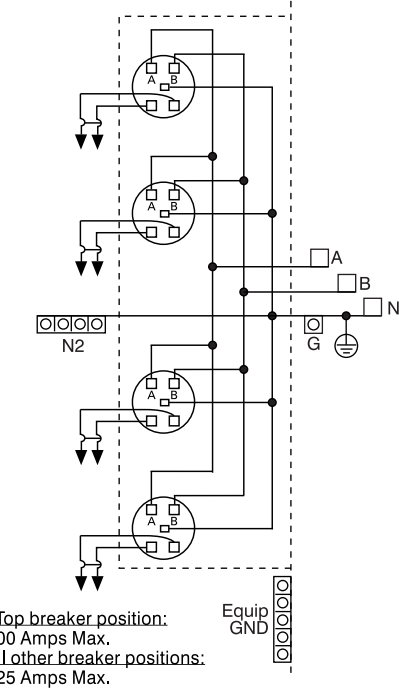 A B
A B
A
B
N
G
N2
A B
A B
Equip
GND
Top breaker position:
00 Amps Max.
l other breaker positions:
25 Amps Max.